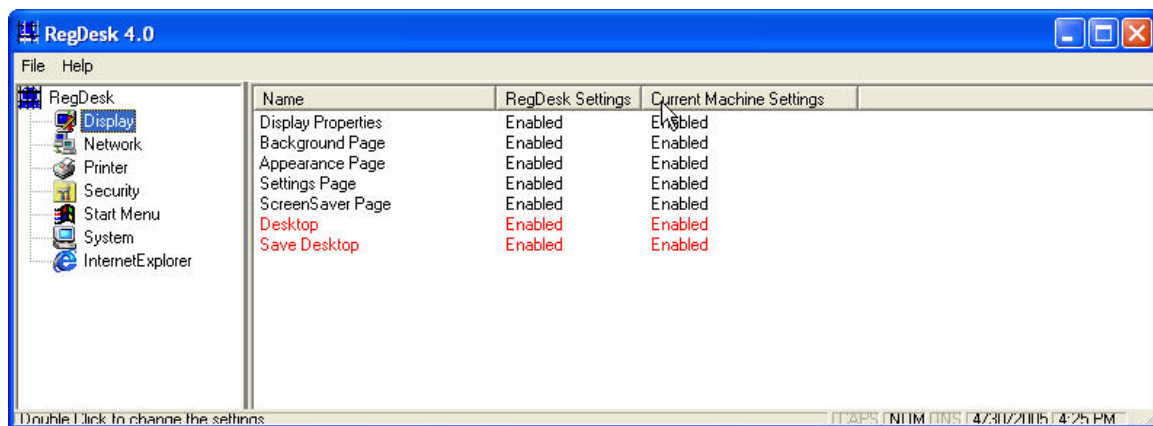 RegDesk 4.0
File Help
RegDesk
Display
Network
Printer
Security
Start Menu
System
InternetExplorer
Name RegDesk Settings Current Machine Settings
Display Properties Enabled Enabled
Background Page Enabled Enabled
Appearance Page Enabled Enabled
Settings Page Enabled Enabled
ScreenSaver Page Enabled Enabled
Desktop Enabled Enabled
Save Desktop Enabled Enabled
Double Click to change the settings CAPS NUM INS 4/30/2005 4:25 PM